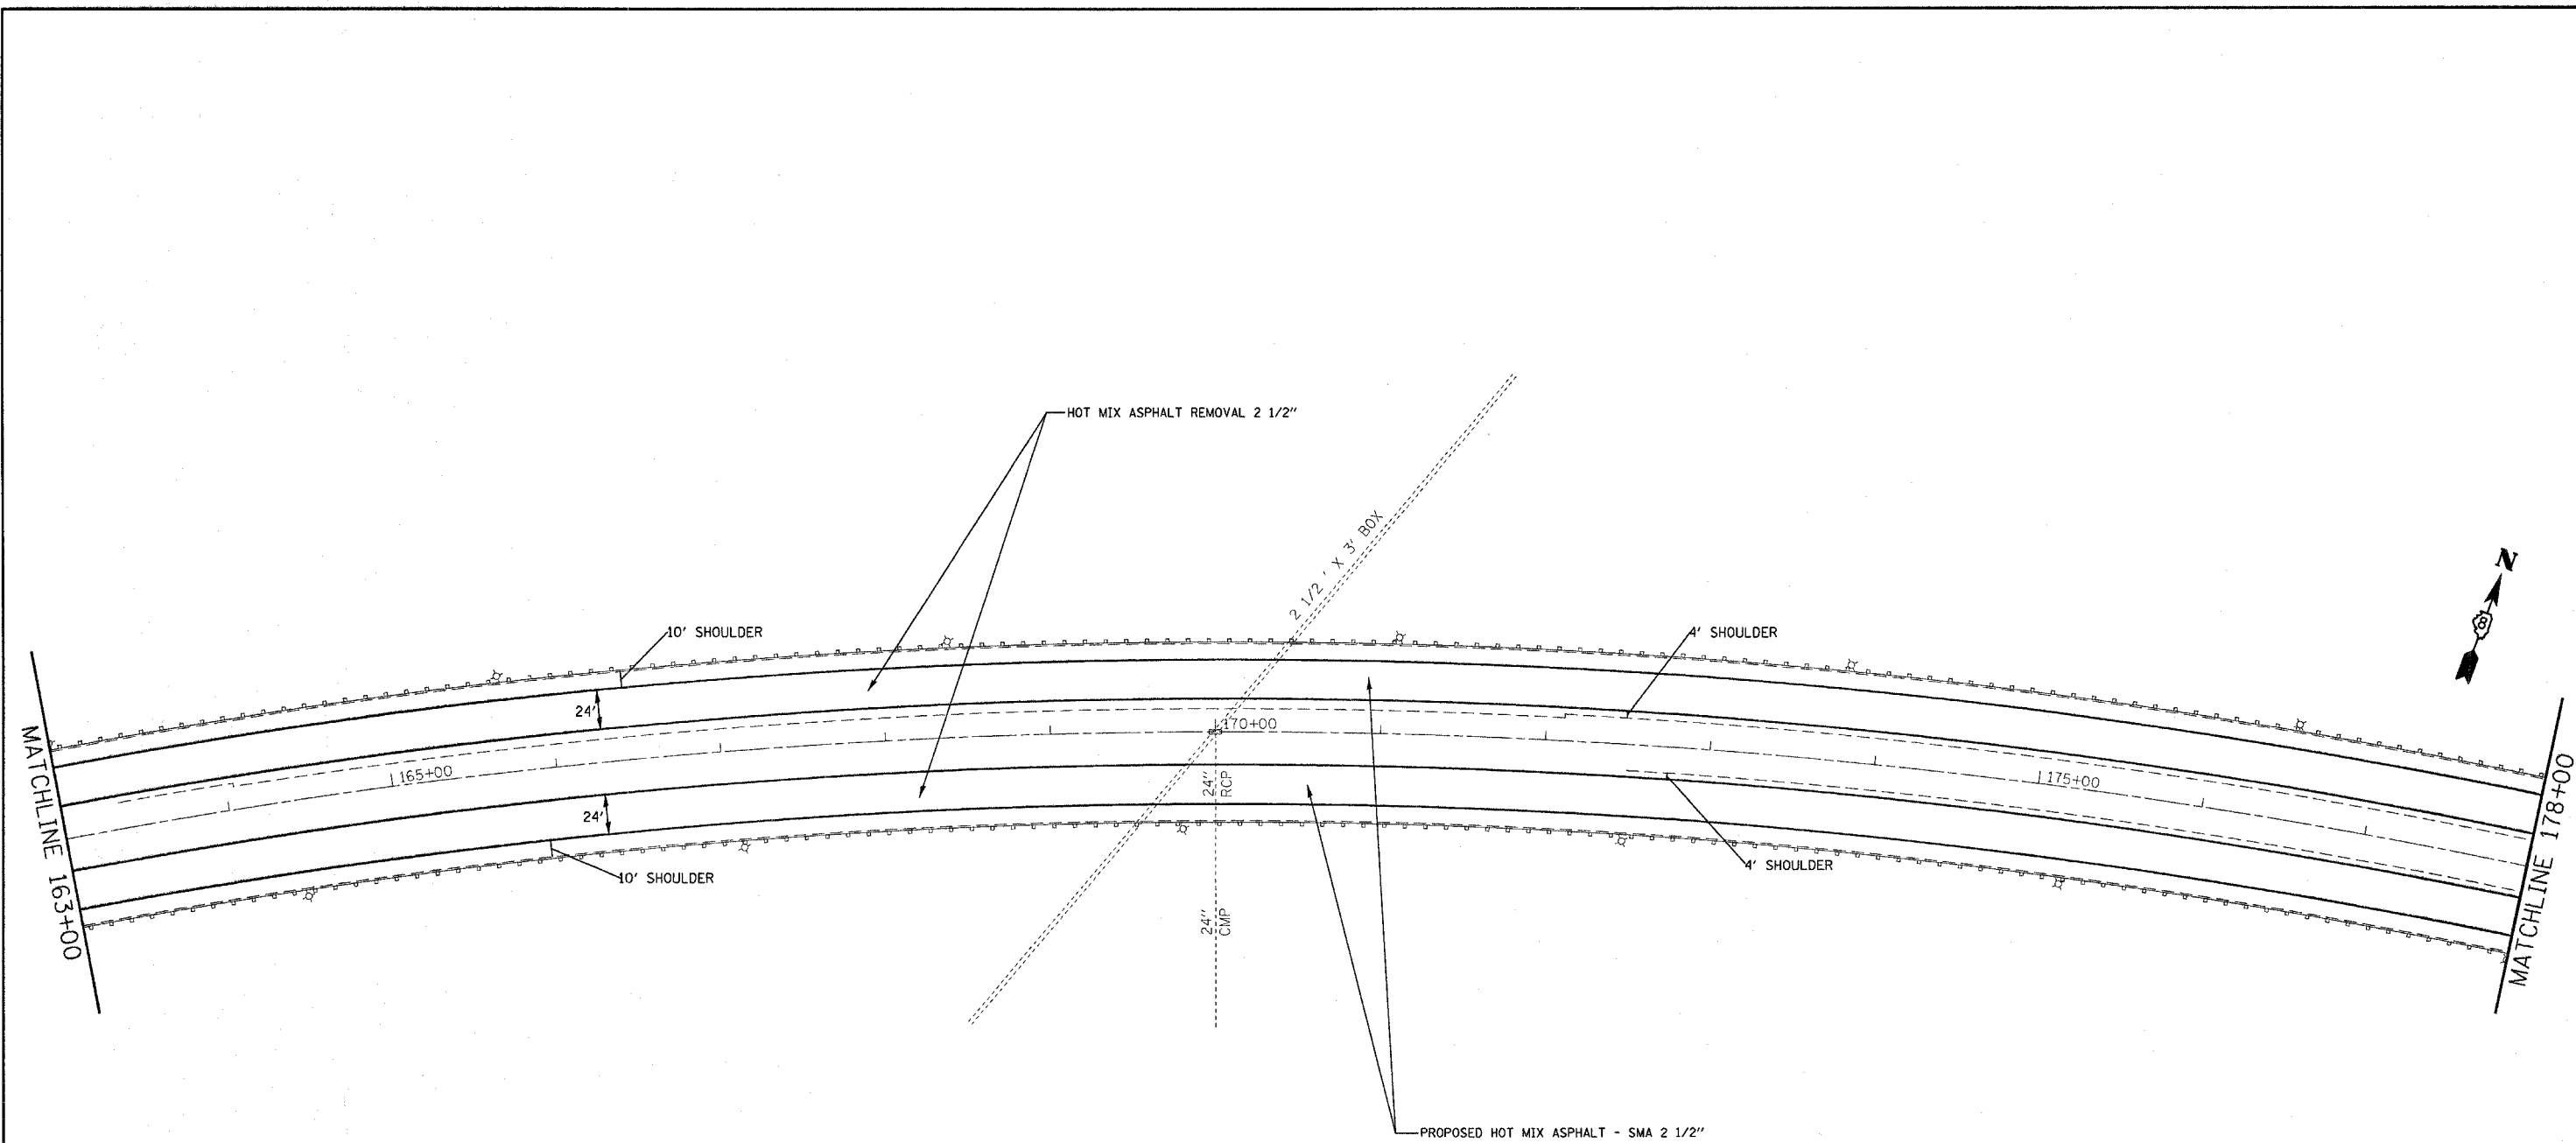 HOT MIX ASPHALT REMOVAL 2 1/2"
2 1/2 ' X 3' BOX
N
10' SHOULDER
4' SHOULDER
24'
170+00
165+00
175+00
24"
RCP
24'
MATCHLINE 163+00
MATCHLINE 178+00
10' SHOULDER
4' SHOULDER
24"
CMP
PROPOSED HOT MIX ASPHALT - SMA 2 1/2"